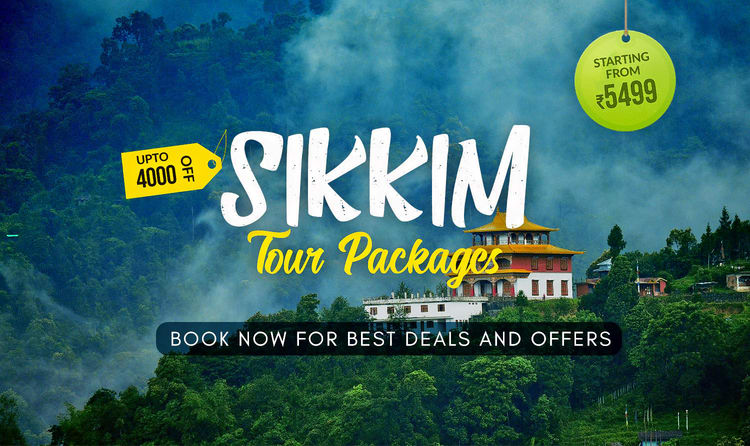 STARTING
FROM
₹5499
UPTO
4000
OFF
SIKKIM
Tour Packages
BOOK NOW FOR BEST DEALS AND OFFERS